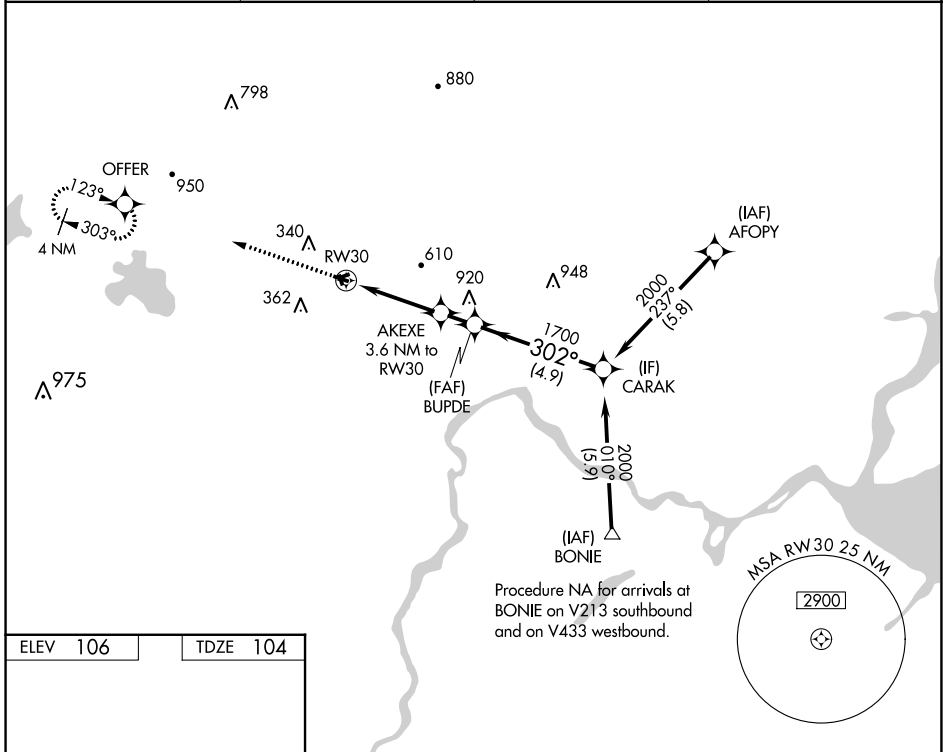 880
798
OFFER
123°
950
303°
4 NM
(IAF)
AFOPY
340
RW30
610
920
948
2000
237°
(5.8)
362
AKEXE
3.6 NM to
RW30
1700
302°
(4.9)
(IF)
CARAK
975
(FAF)
BUPDE
2000
010°
(5.9)
(IAF)
BONIE
Procedure NA for arrivals at
BONIE on V213 southbound
and on V433 westbound.
MSA RW30 25 NM
2900
ELEV 106
TDZE 104